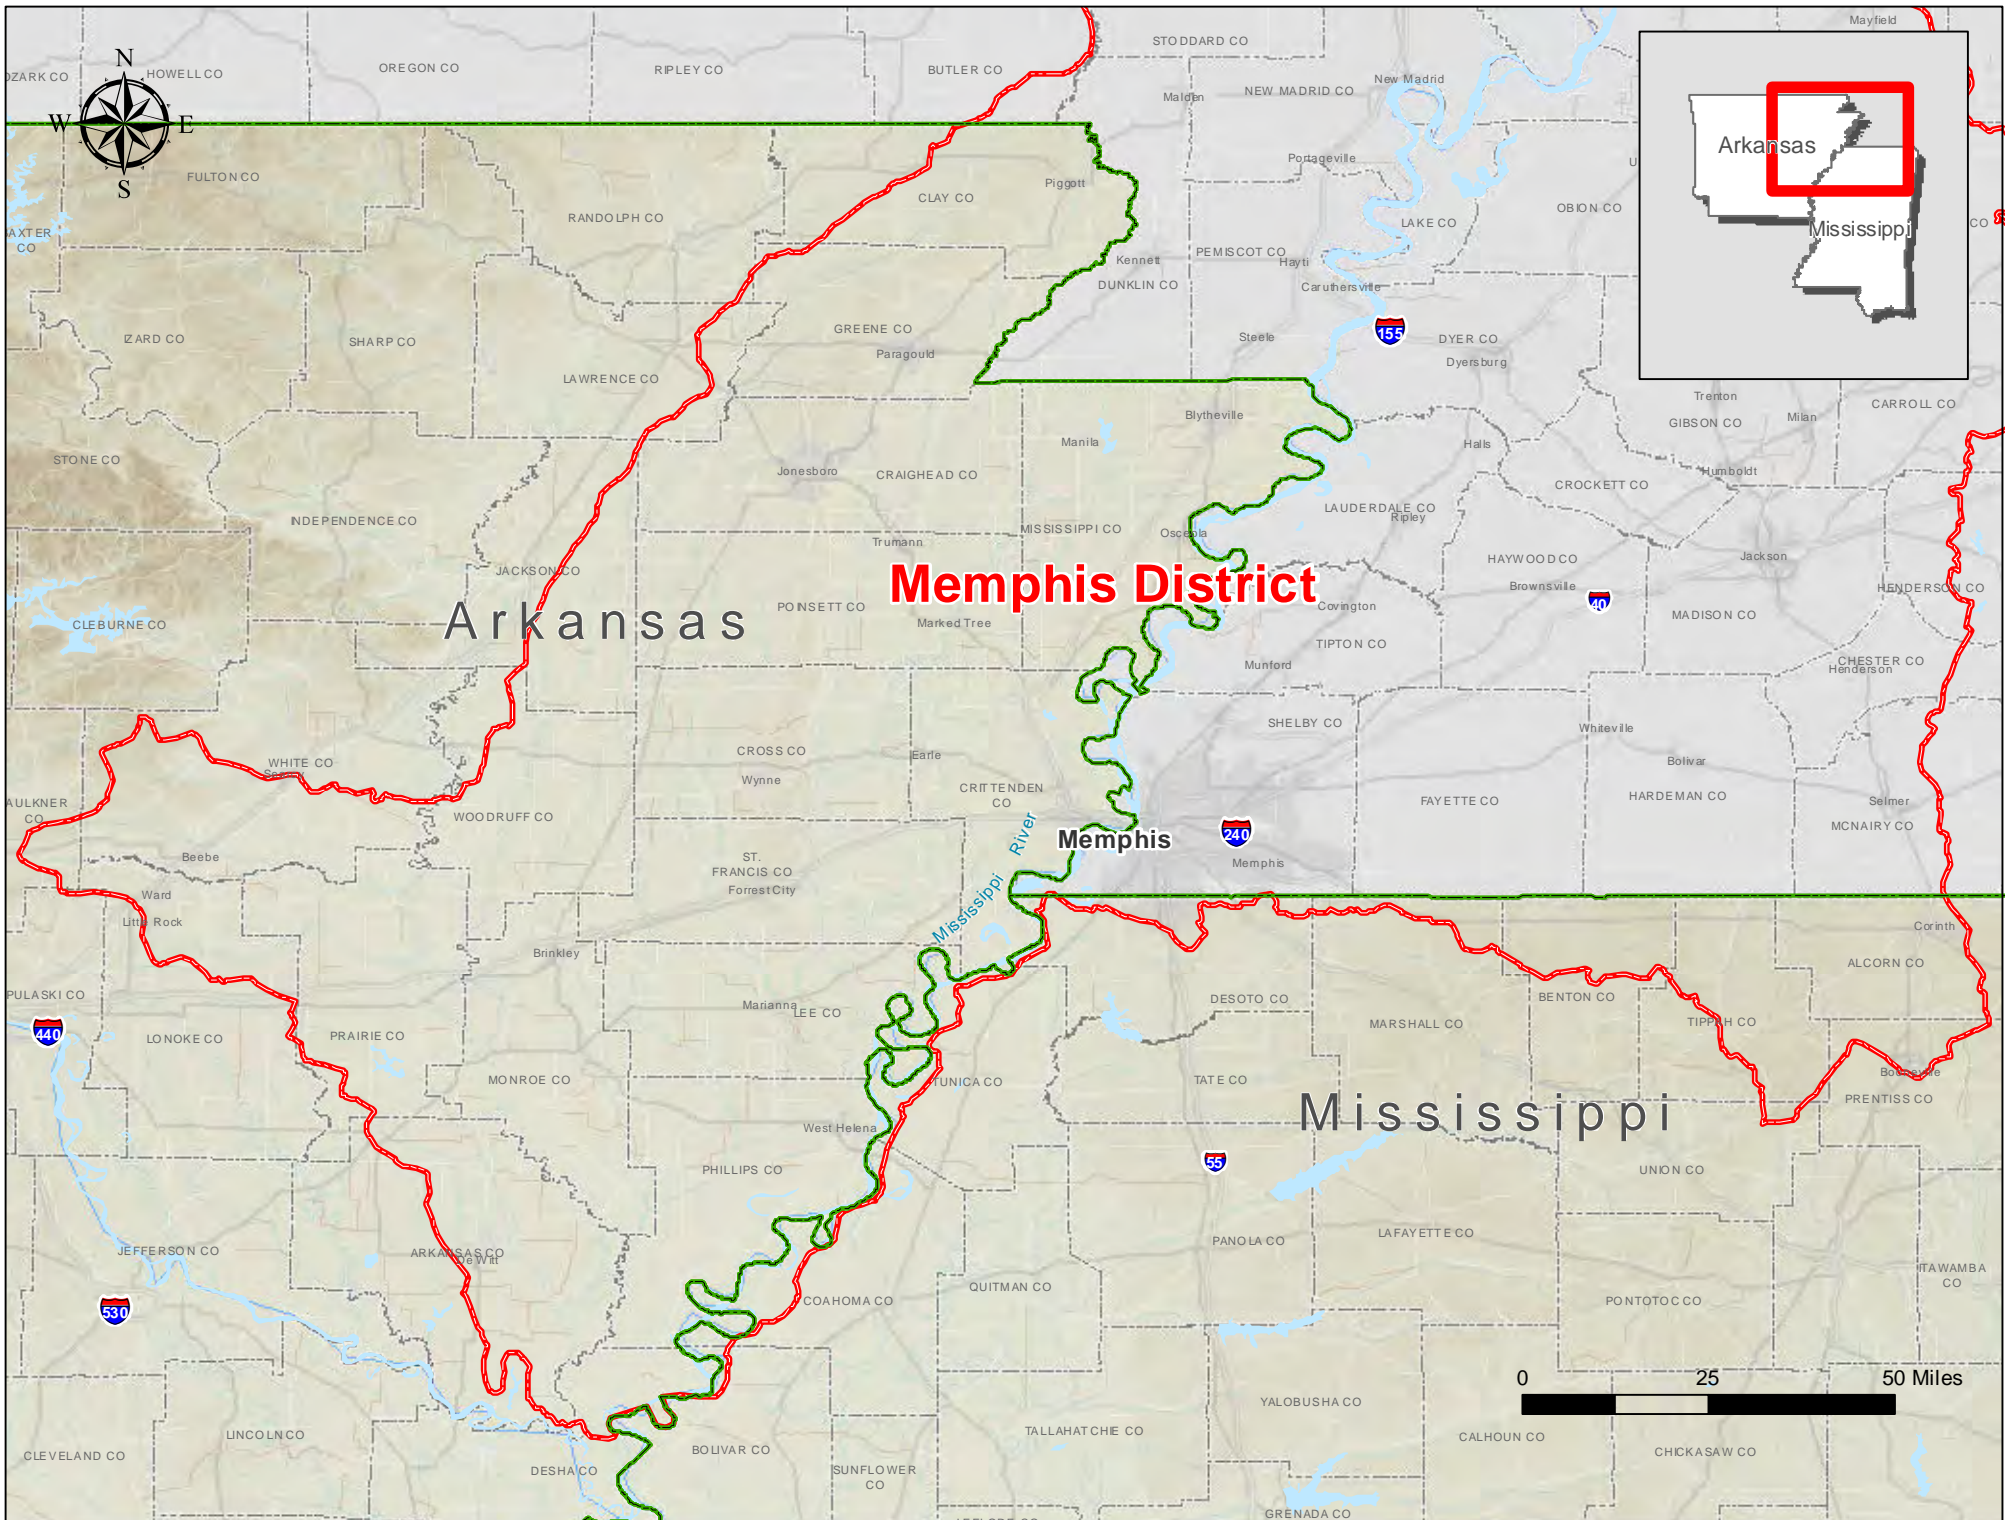 Mayfield
STODDARD CO
N
OZARK CO
HOWELL CO
OREGON CO
RIPLEY CO
BUTLER CO
New Madrid
NEW MADRID CO
Malden
W
E
S
Arkansas
Mississippi
Portageville
FULTON CO
Piggott
CLAY CO
RANDOLPH CO
LAKE CO
OBION CO
CO
AXTER
CO
PEMISCOT CO
Hayti
Kennett
DUNKLIN CO
Caruthersville
155
IZARD CO
SHARP CO
GREENE CO
Paragould
Steele
DYER CO
Dyersburg
LAWRENCE CO
Trenton
GIBSON CO
Milan
CARROLL CO
Blytheville
Manila
Halls
STONE CO
Jonesboro
CRAIGHEAD CO
Humboldt
CROCKETT CO
INDEPENDENCE CO
MISSISSIPPI CO
Osceola
LAUDERDALE CO
Ripley
Trumann
HAYWOOD CO
Brownsville
Jackson
JACKSON CO
Memphis District
40
HENDERSON CO
Arkansas
POINSETT CO
Marked Tree
Covington
MADISON CO
CLEBURNE CO
TIPTON CO
Munford
CHESTER CO
Henderson
SHELBY CO
Whiteville
WHITE CO
CROSS CO
Wynne
Earle
Bolivar
CRITTENDEN
CO
AULKNER
CO
WOODRUFF CO
FAYETTE CO
HARDEMAN CO
Selmer
MCNAIRY CO
240
Memphis
Memphis
Mississippi River
Beebe
ST.
FRANCIS CO
Forrest City
Ward
Little Rock
Brinkley
Corinth
ALCORN CO
PULASKI CO
440
LONOKE CO
PRAIRIE CO
Marianna
LEE CO
DESOTO CO
BENTON CO
MARSHALL CO
TIPPAH CO
MONROE CO
TUNICA CO
TATE CO
Booneville
PRENTISS CO
Mississippi
West Helena
PHILLIPS CO
55
UNION CO
JEFFERSON CO
ARKANSAS CO
De Witt
PANOLA CO
LAFAYETTE CO
ITAWAMBA
CO
530
COAHOMA CO
QUITMAN CO
PONTOTOC CO
0 25 50 Miles
YALOBUSHA CO
CLEVELAND CO
LINCOLN CO
DESHA CO
BOLIVAR CO
SUNFLOWER
CO
TALLAHATCHIE CO
CALHOUN CO
CHICKASAW CO
GRENADA CO